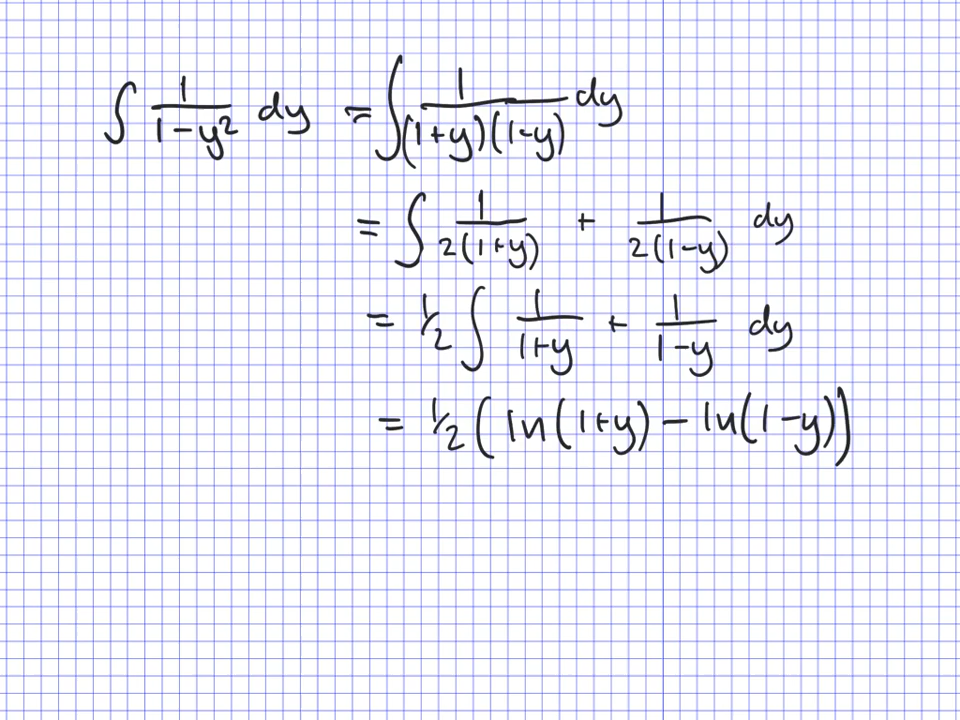 ∫ 1/(1-y²) dy = ∫ 1/((1+y)(1-y)) dy
= ∫ 1/(2(1+y)) + 1/(2(1-y)) dy
= 1/2 ∫ 1/(1+y) + 1/(1-y) dy
= 1/2 (ln(1+y) - ln(1-y))